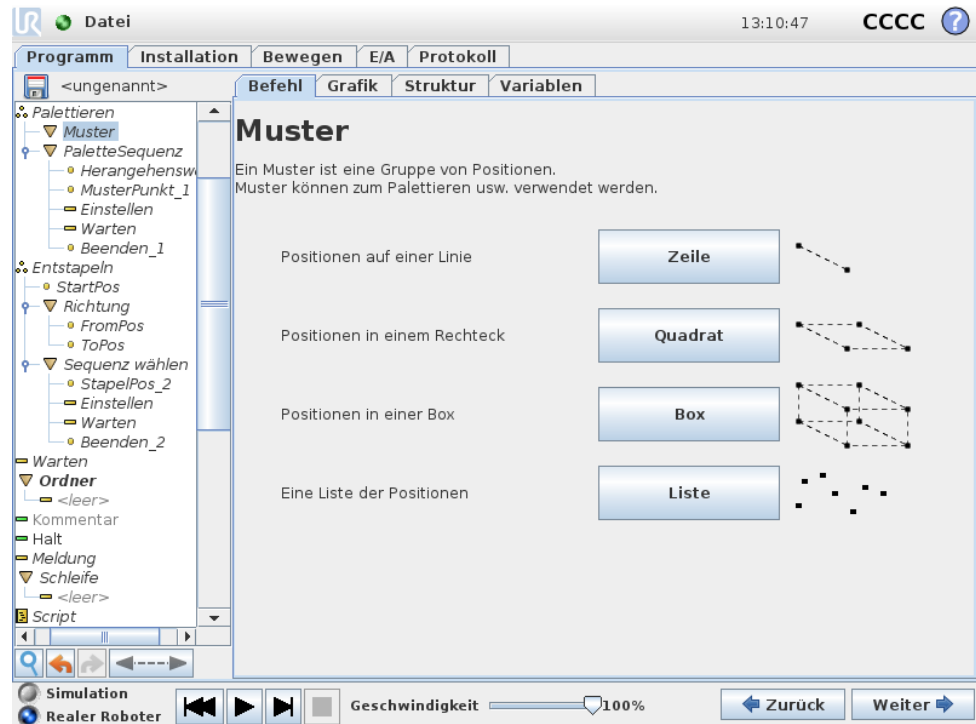 UR Datei 13:10:47 CCCC ?
Programm Installation Bewegen E/A Protokoll
<ungenannt>
Befehl Grafik Struktur Variablen
Palettieren
Muster
PaletteSequenz
Herangehensw
MusterPunkt_1
Einstellen
Warten
Beenden_1
Entstapeln
StartPos
Richtung
FromPos
ToPos
Sequenz wählen
StapelPos_2
Einstellen
Warten
Beenden_2
Warten
Ordner
<leer>
Kommentar
Halt
Meldung
Schleife
<leer>
Script
Muster
Ein Muster ist eine Gruppe von Positionen.
Muster können zum Palettieren usw. verwendet werden.
Positionen auf einer Linie Zeile
Positionen in einem Rechteck Quadrat
Positionen in einer Box Box
Eine Liste der Positionen Liste
Simulation
Realer Roboter
Geschwindigkeit 100%
Zurück Weiter